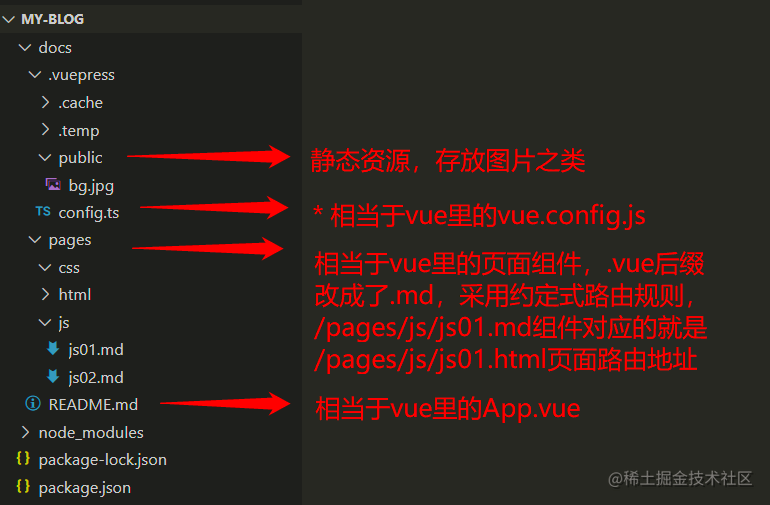 MY-BLOG
docs
.vuepress
.cache
.temp
public
静态资源，存放图片之类
bg.jpg
TS config.ts
* 相当于vue里的vue.config.js
pages
css
html
js
js01.md
js02.md
相当于vue里的页面组件，.vue后缀
改成了.md，采用约定式路由规则，
/pages/js/js01.md组件对应的就是
/pages/js/js01.html页面路由地址
README.md
相当于vue里的App.vue
node_modules
{} package-lock.json
{} package.json
@稀土掘金技术社区